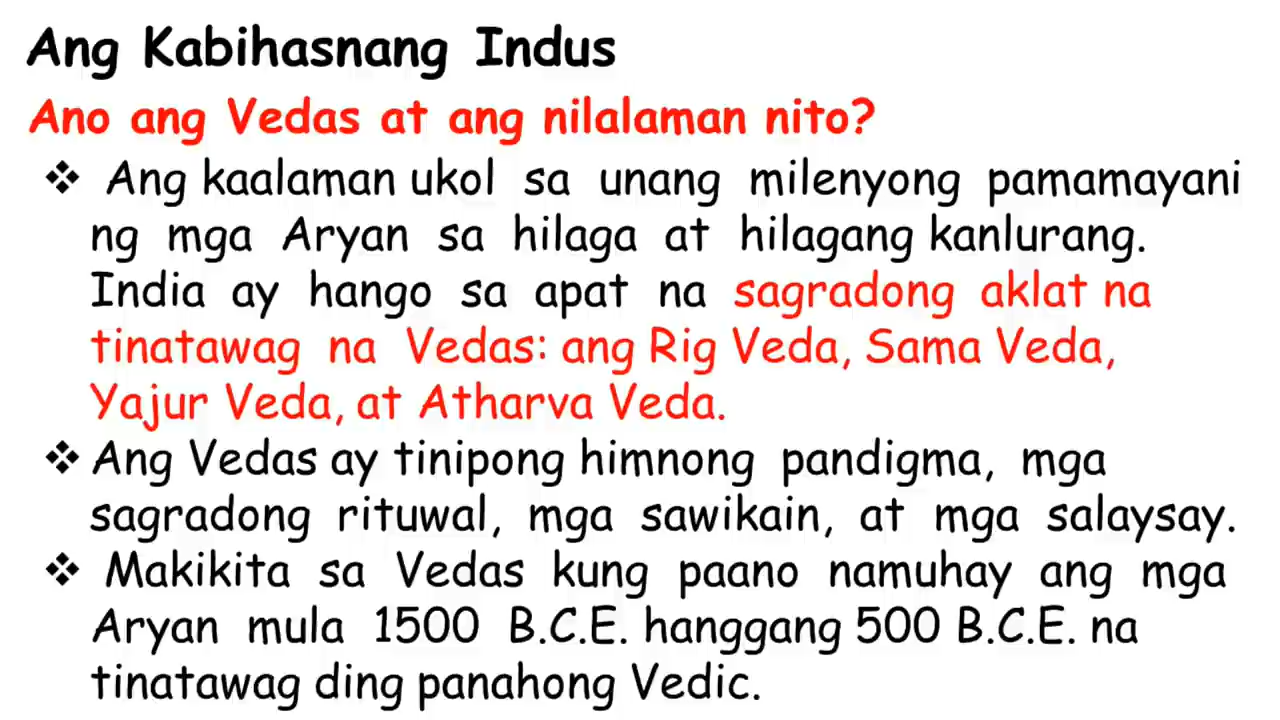 Ang Kabihasnang Indus
Ano ang Vedas at ang nilalaman nito?
❖ Ang kaalaman ukol sa unang milenyong pamamayani
ng mga Aryan sa hilaga at hilagang kanlurang.
India ay hango sa apat na sagradong aklat na
tinatawag na Vedas: ang Rig Veda, Sama Veda,
Yajur Veda, at Atharva Veda.
❖ Ang Vedas ay tinipong himnong pandigma, mga
sagradong rituwal, mga sawikain, at mga salaysay.
❖ Makikita sa Vedas kung paano namuhay ang mga
Aryan mula 1500 B.C.E. hanggang 500 B.C.E. na
tinatawag ding panahong Vedic.